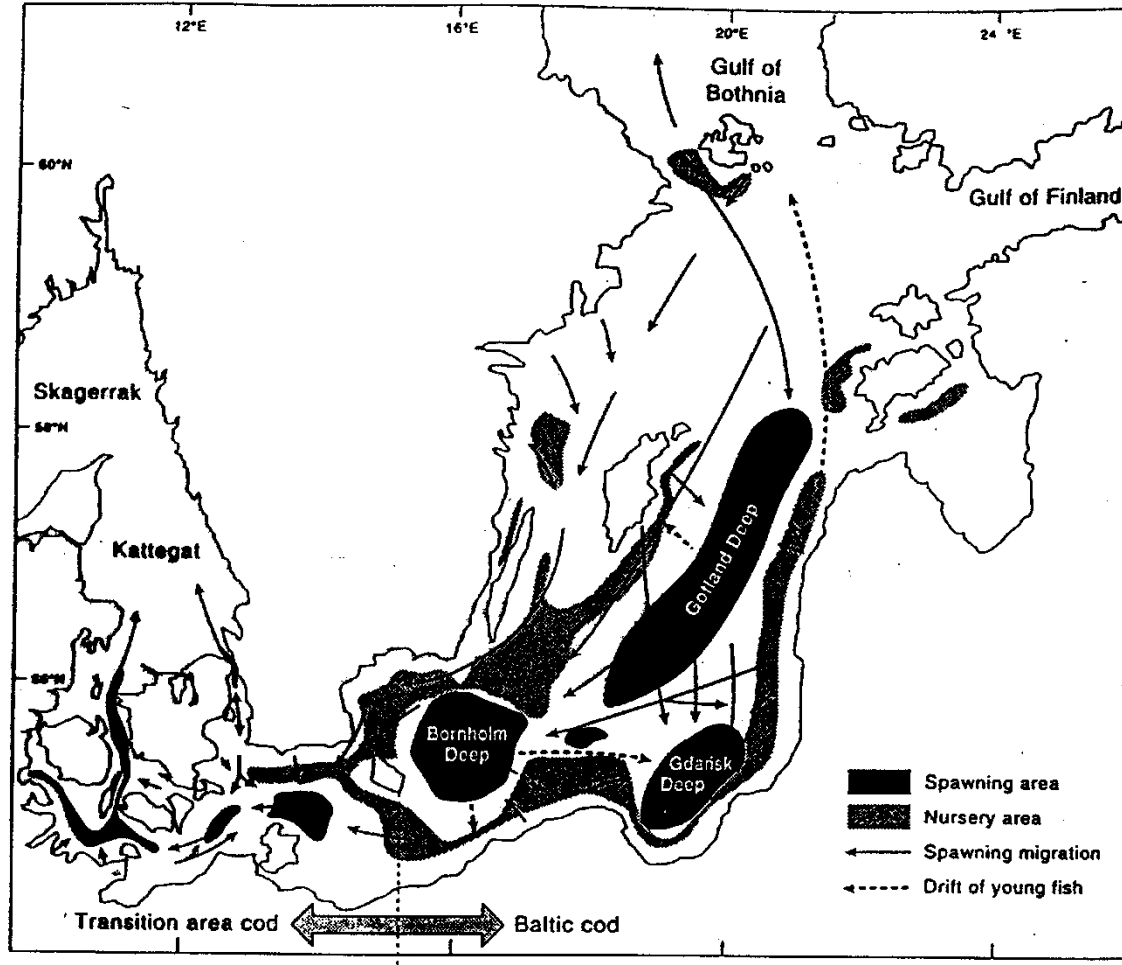 12°E
16°E
20°E
24°E
Gulf of
Bothnia
60°N
Gulf of Finland
Skagerrak
58°N
Kattegat
Gotland Deep
56°N
Bornholm
Deep
Gdańsk
Deep
Spawning area
Nursery area
Spawning migration
Drift of young fish
Transition area cod
Baltic cod